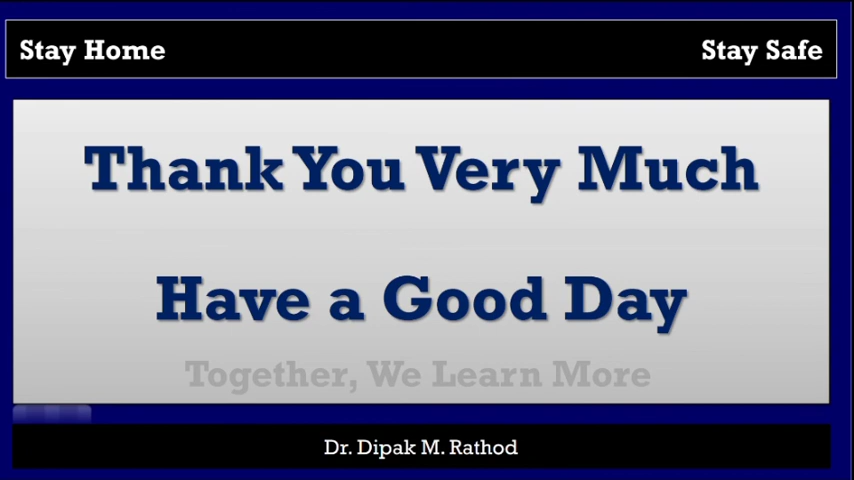 Stay Home
Stay Safe
Thank You Very Much
Have a Good Day
Together, We Learn More
Dr. Dipak M. Rathod